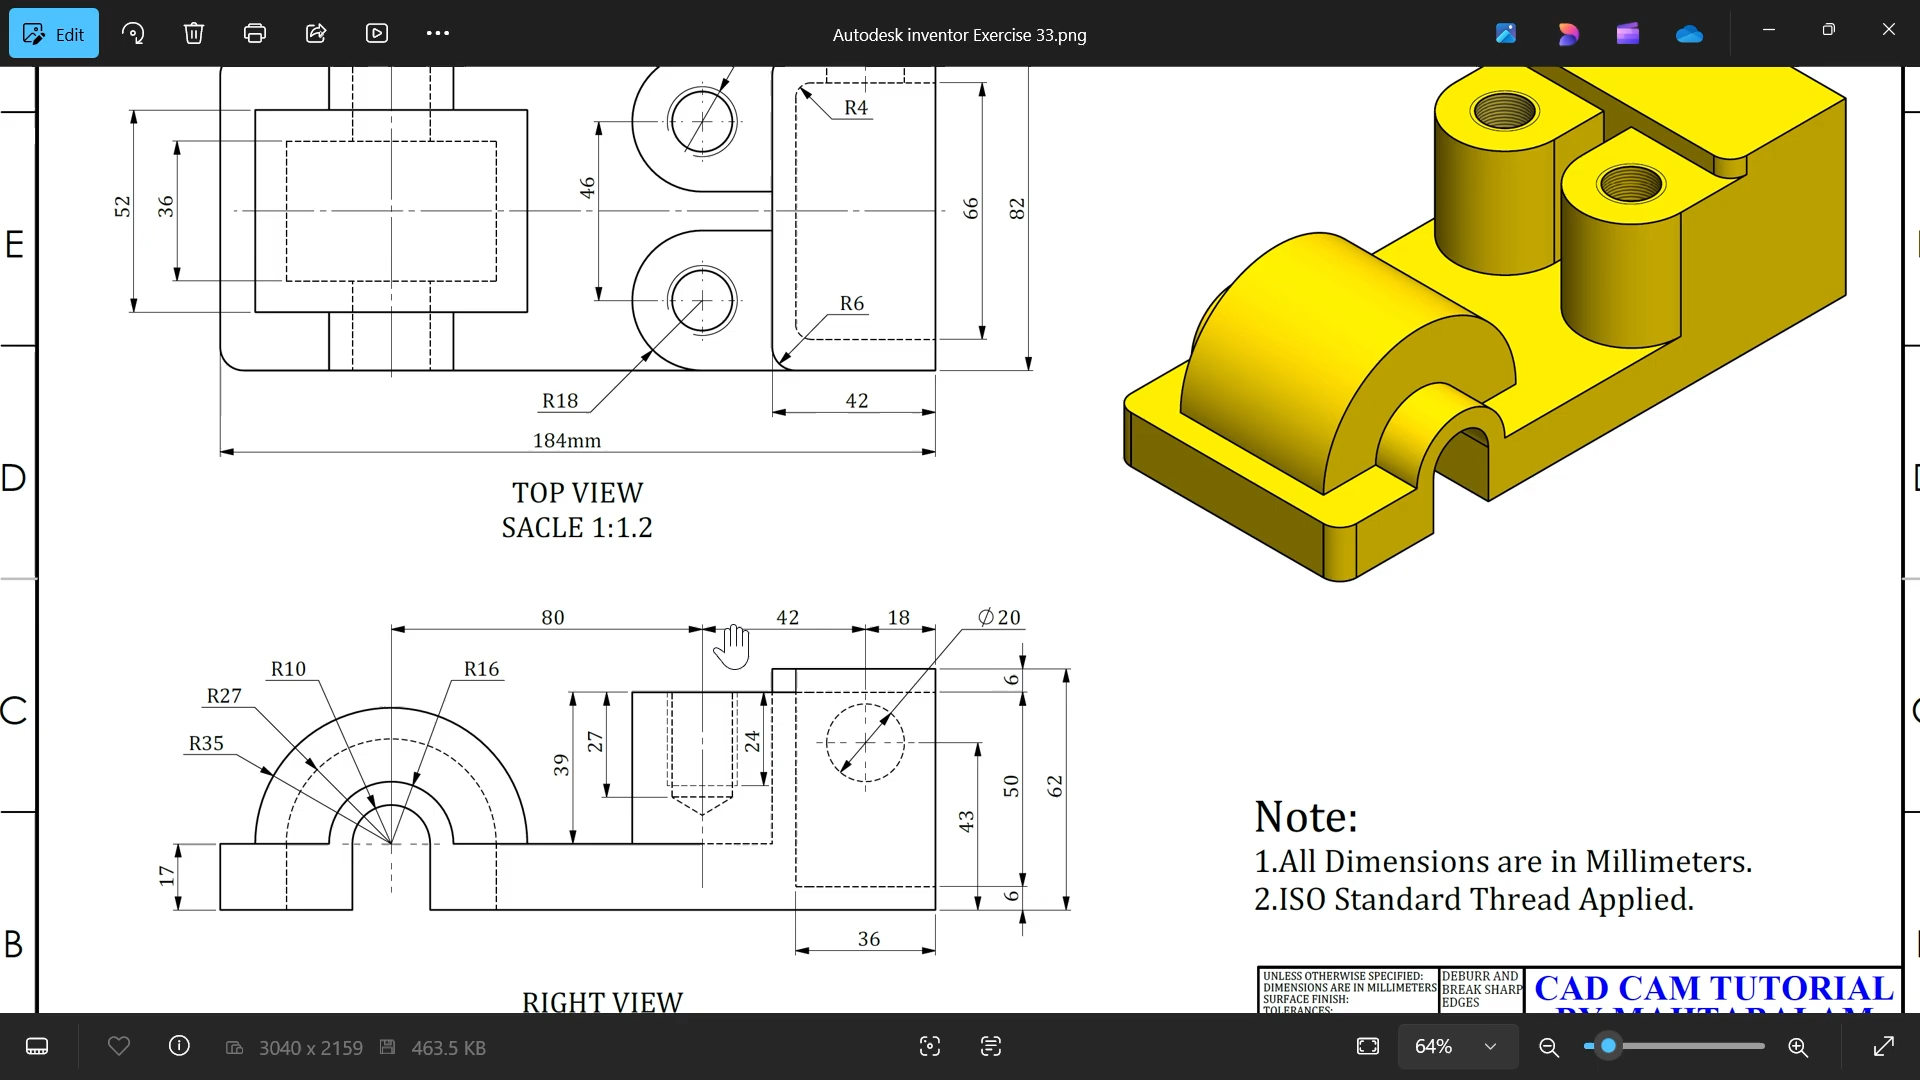 Edit
Autodesk inventor Exercise 33.png
R4
52
36
46
66
82
R6
R18
42
184mm
TOP VIEW
SACLE 1:1.2
80
42
18
∅20
R10
R16
R27
R35
6
39
27
24
50
62
43
17
6
36
RIGHT VIEW
E
D
C
B
Note:
1.All Dimensions are in Millimeters.
2.ISO Standard Thread Applied.
UNLESS OTHERWISE SPECIFIED:
DIMENSIONS ARE IN MILLIMETERS
SURFACE FINISH:
TOLERANCES:
DEBURR AND
BREAK SHARP
EDGES
CAD CAM TUTORIAL
BY MAHTABALAM
3040 x 2159
463.5 KB
64%